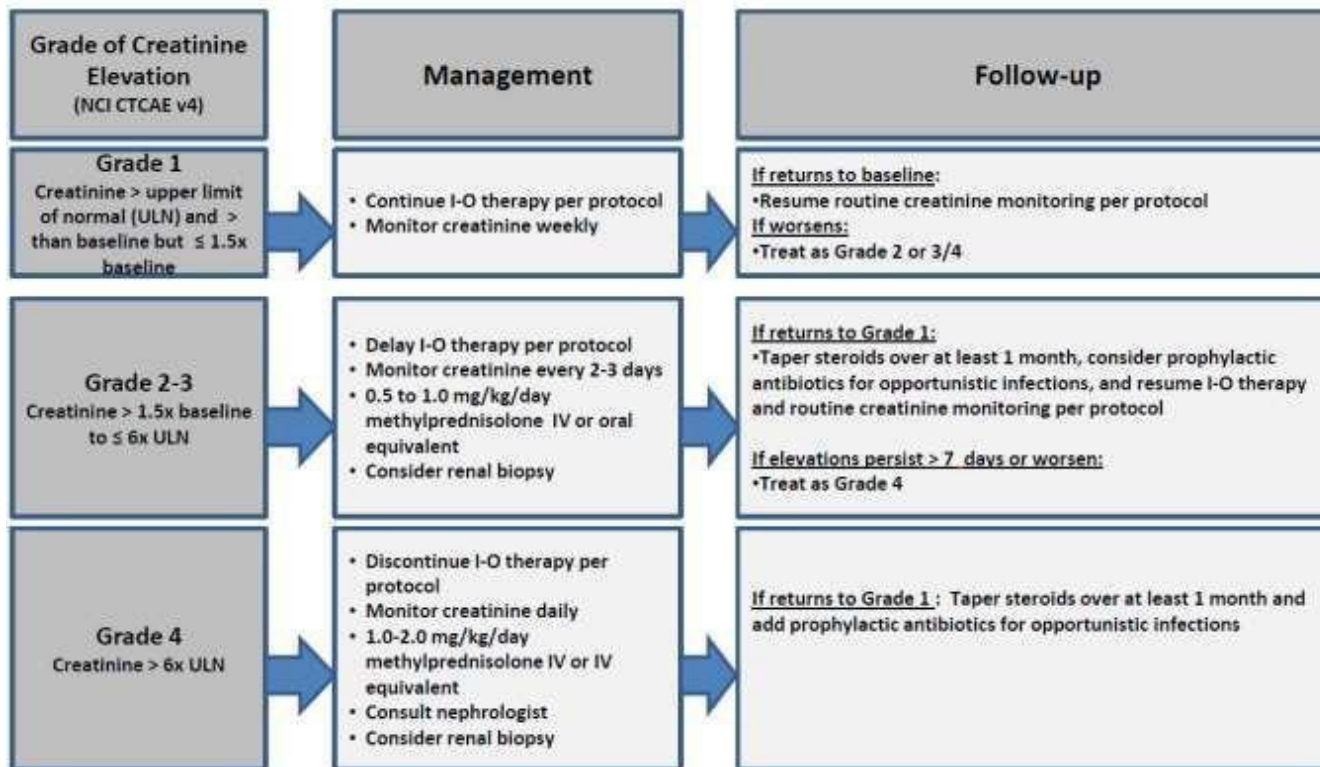 Grade of Creatinine
Elevation
(NCI CTCAE v4)
Management
Follow-up
Grade 1
Creatinine > upper limit
of normal (ULN) and >
than baseline but ≤ 1.5x
baseline
• Continue I-O therapy per protocol
• Monitor creatinine weekly
If returns to baseline:
•Resume routine creatinine monitoring per protocol
If worsens:
•Treat as Grade 2 or 3/4
Grade 2-3
Creatinine > 1.5x baseline
to ≤ 6x ULN
• Delay I-O therapy per protocol
• Monitor creatinine every 2-3 days
• 0.5 to 1.0 mg/kg/day
methylprednisolone IV or oral
equivalent
• Consider renal biopsy
If returns to Grade 1:
•Taper steroids over at least 1 month, consider prophylactic
antibiotics for opportunistic infections, and resume I-O therapy
and routine creatinine monitoring per protocol
If elevations persist > 7 days or worsen:
•Treat as Grade 4
Grade 4
Creatinine > 6x ULN
• Discontinue I-O therapy per
protocol
• Monitor creatinine daily
• 1.0-2.0 mg/kg/day
methylprednisolone IV or IV
equivalent
• Consult nephrologist
• Consider renal biopsy
If returns to Grade 1 : Taper steroids over at least 1 month and
add prophylactic antibiotics for opportunistic infections